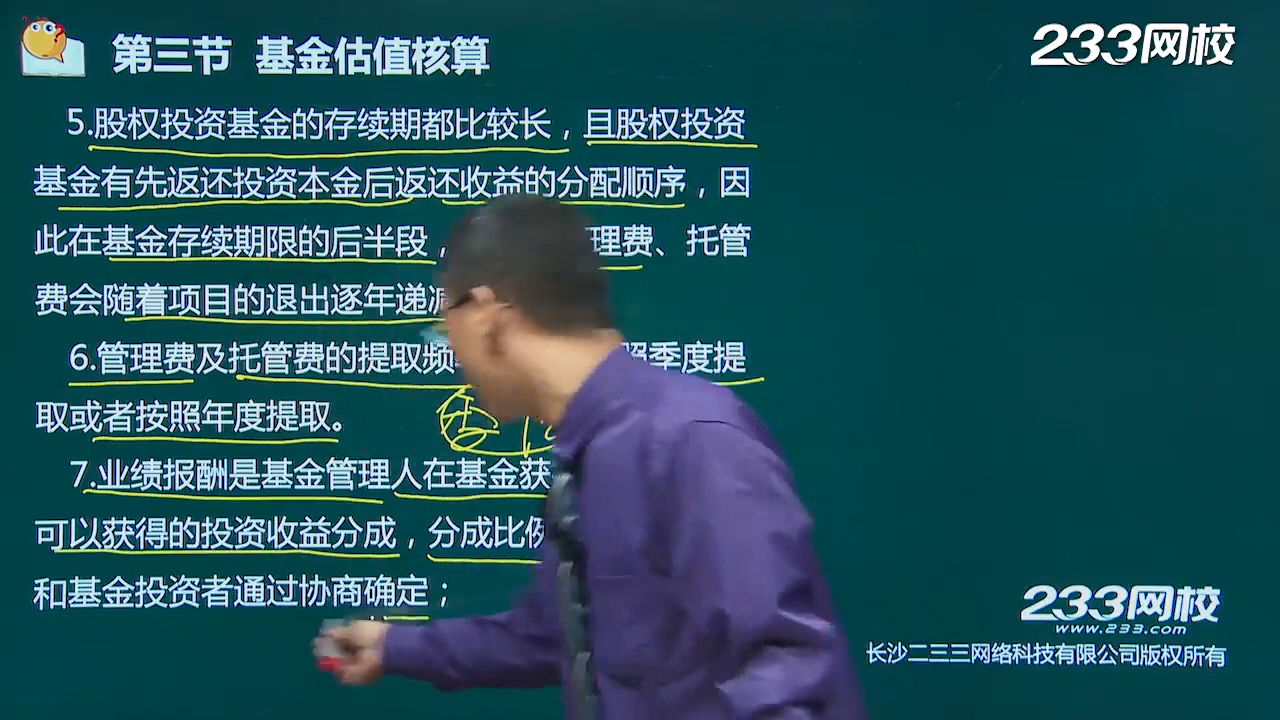 第三节 基金估值核算
233网校
5.股权投资基金的存续期都比较长，且股权投资
基金有先返还投资本金后返还收益的分配顺序，因
此在基金存续期限的后半段，理费、托管
费会随着项目的退出逐年递减
6.管理费及托管费的提取频 照季度提
取或者按照年度提取。
7.业绩报酬是基金管理人在基金获
可以获得的投资收益分成，分成比例
和基金投资者通过协商确定；
233网校
www.233.com
长沙二三三网络科技有限公司版权所有